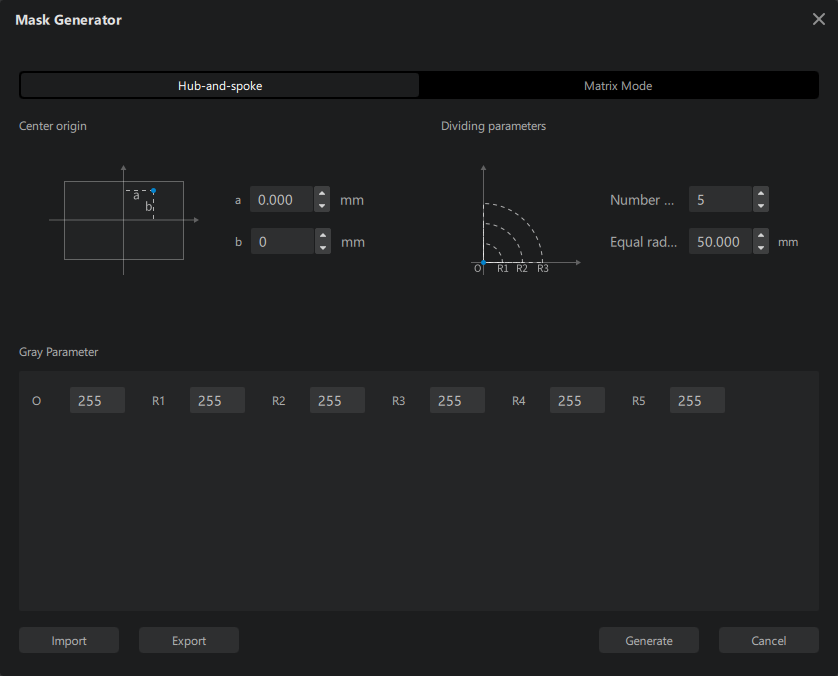 Mask Generator
Hub-and-spoke Matrix Mode
Center origin Dividing parameters
a
b
a 0.000 mm
b 0 mm
O R1 R2 R3
Number ... 5
Equal rad... 50.000 mm
Gray Parameter
O 255 R1 255 R2 255 R3 255 R4 255 R5 255
Import Export Generate Cancel